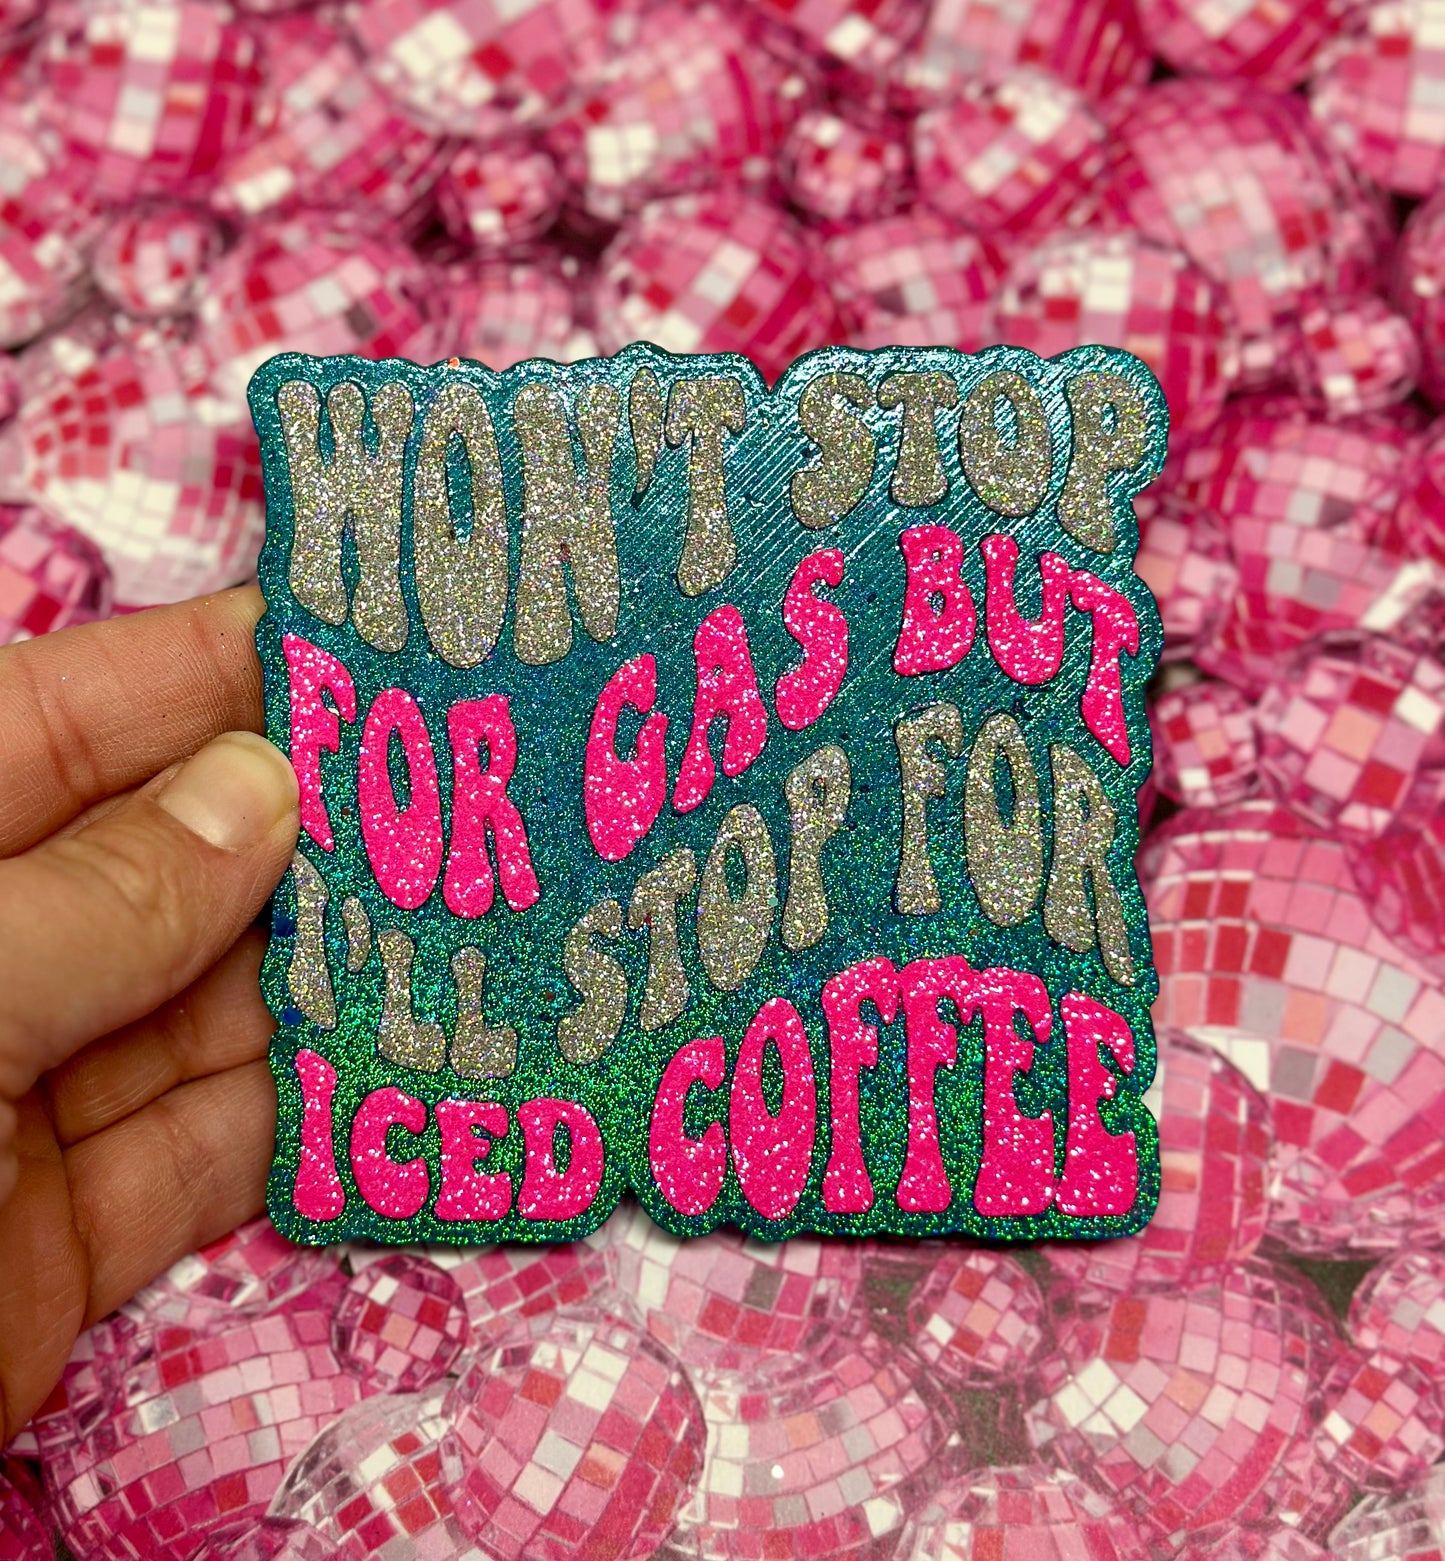 WON'T STOP
FOR GAS BUT
I'LL STOP FOR
ICED COFFEE